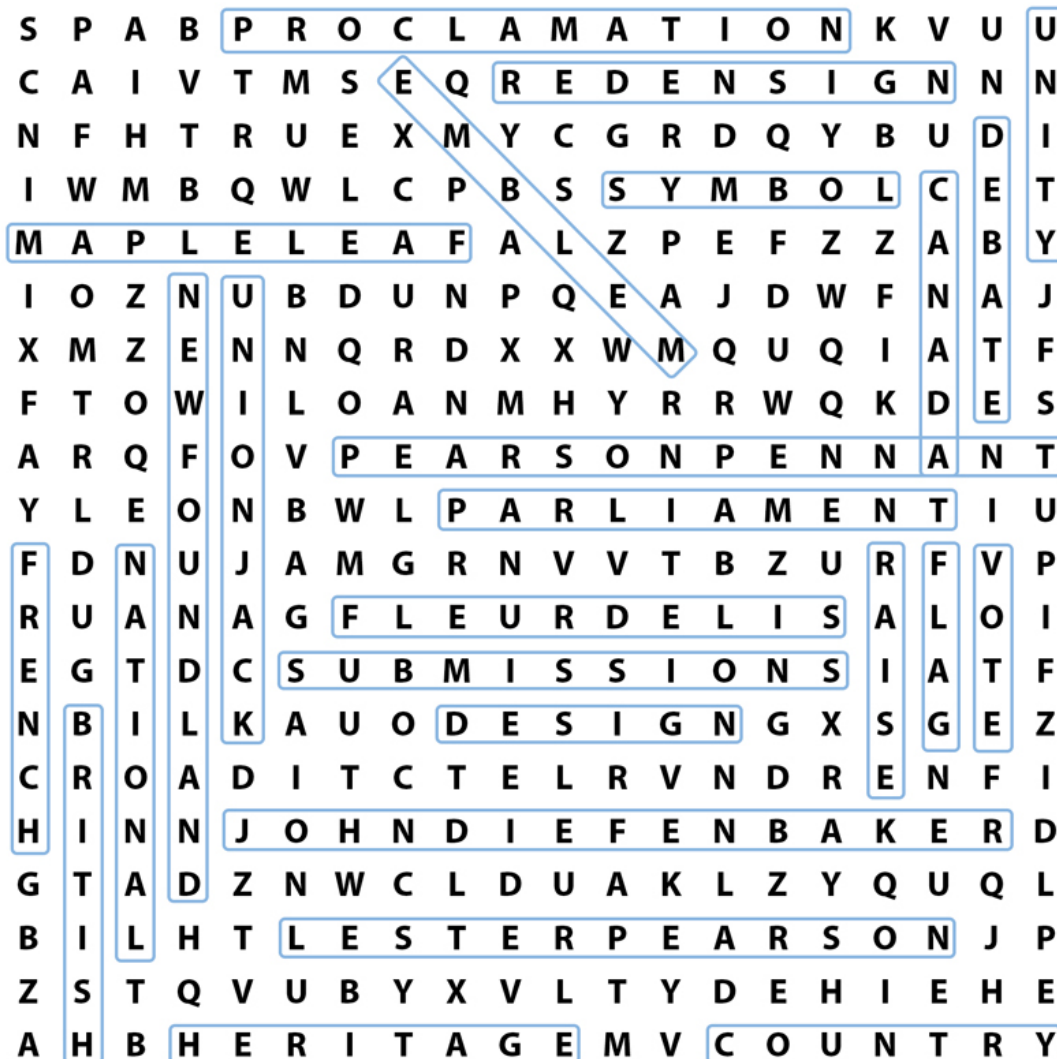 S P A B P R O C L A M A T I O N K V U U
C A I V T M S E Q R E D E N S I G N N N
N F H T R U E X M Y C G R D Q Y B U D I
I W M B Q W L C P B S S Y M B O L C E T
M A P L E L E A F A L Z P E F Z Z A B Y
I O Z N U B D U N P Q E A J D W F N A J
X M Z E N N Q R D X X W M Q U Q I A T F
F T O W I L O A N M H Y R R W Q K D E S
A R Q F O V P E A R S O N P E N N A N T
Y L E O N B W L P A R L I A M E N T I U
F D N U J A M G R N V V T B Z U R F V P
R U A N A G F L E U R D E L I S A L O I
E G T D C S U B M I S S I O N S I A T F
N B I L K A U O D E S I G N G X S G E Z
C R O A D I T C T E L R V N D R E N F I
H I N N J O H N D I E F E N B A K E R D
G T A D Z N W C L D U A K L Z Y Q U Q L
B I L H T L E S T E R P E A R S O N J P
Z S T Q V U B Y X V L T Y D E H I E H E
A H B H E R I T A G E M V C O U N T R Y